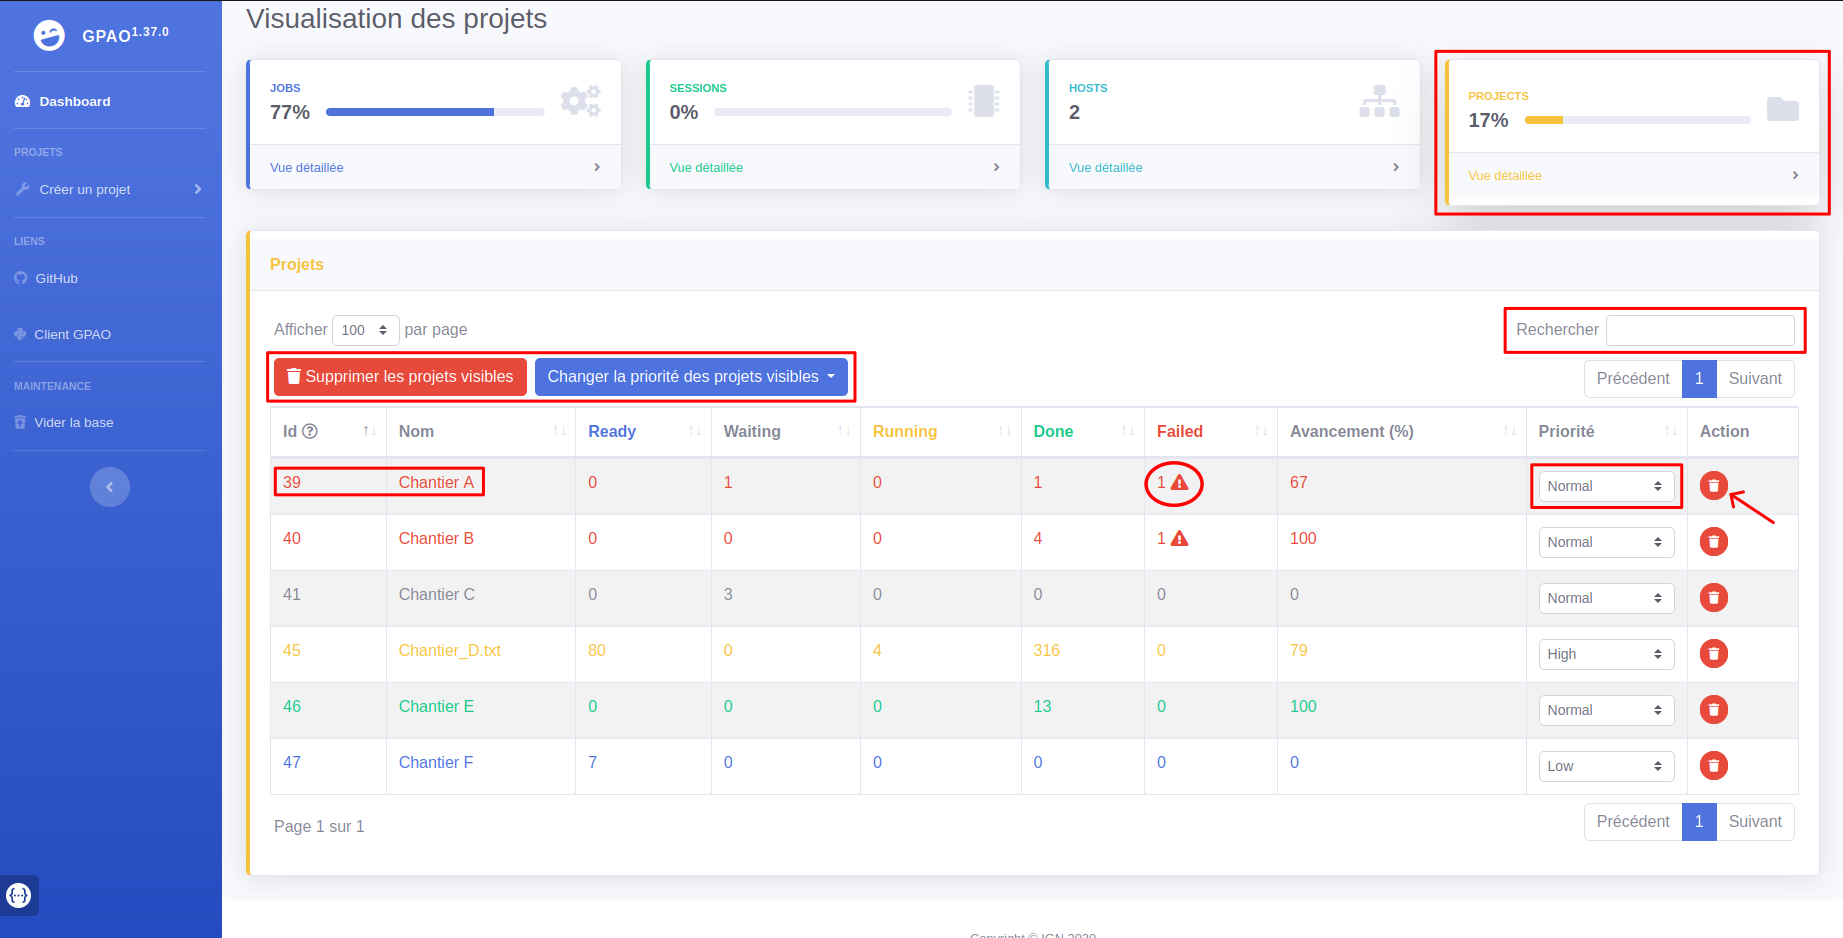 Visualisation des projets
GPAO1.37.0
Dashboard
PROJETS
Créer un projet
LIENS
GitHub
Client GPAO
MAINTENANCE
Vider la base
JOBS
77%
Vue détaillée
SESSIONS
0%
Vue détaillée
HOSTS
2
Vue détaillée
PROJECTS
17%
Vue détaillée
Projets
Afficher 100 par page
Rechercher
Supprimer les projets visibles Changer la priorité des projets visibles
Précédent 1 Suivant
Id Nom Ready Waiting Running Done Failed Avancement (%) Priorité Action
39 Chantier A 0 1 0 1 1 67 Normal
40 Chantier B 0 0 0 4 1 100 Normal
41 Chantier C 0 3 0 0 0 0 Normal
45 Chantier_D.txt 80 0 4 316 0 79 High
46 Chantier E 0 0 0 13 0 100 Normal
47 Chantier F 7 0 0 0 0 0 Low
Page 1 sur 1
Précédent 1 Suivant
Copyright © IGN 2020